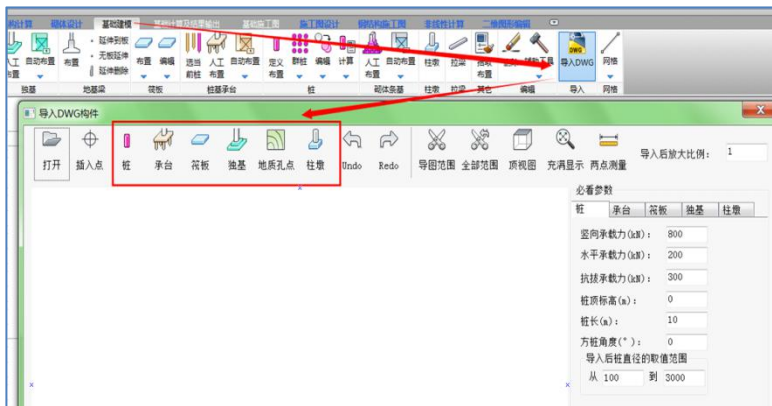 构计算 砌体设计 基础建模 基础计算及结果输出 基础施工图 施工图设计 钢结构施工图 非线性计算 二维图形编辑
人工布置 自动布置 布置 延伸到板 无板延伸 延伸删除 布置 编辑 选当前桩 人工布置 自动布置 定义布置 群桩 编辑 计算 人工布置 自动布置 柱墩 拉梁 布置 工具 导入DWG 网格
独基 地基梁 筏板 桩基承台 桩 砌体条基 柱墩 拉梁 其它 编辑 导入 网格
导入DWG构件
打开 插入点 桩 承台 筏板 独基 地质孔点 柱墩 Undo Redo 导图范围 全部范围 顶视图 充满显示 两点测量 导入后放大比例: 1
必看参数
桩 承台 筏板 独基 柱墩
竖向承载力(kN): 800
水平承载力(kN): 200
抗拔承载力(kN): 300
桩顶标高(m): 0
桩长(m): 10
方桩角度(°): 0
导入后桩直径的取值范围
从 100 到 3000